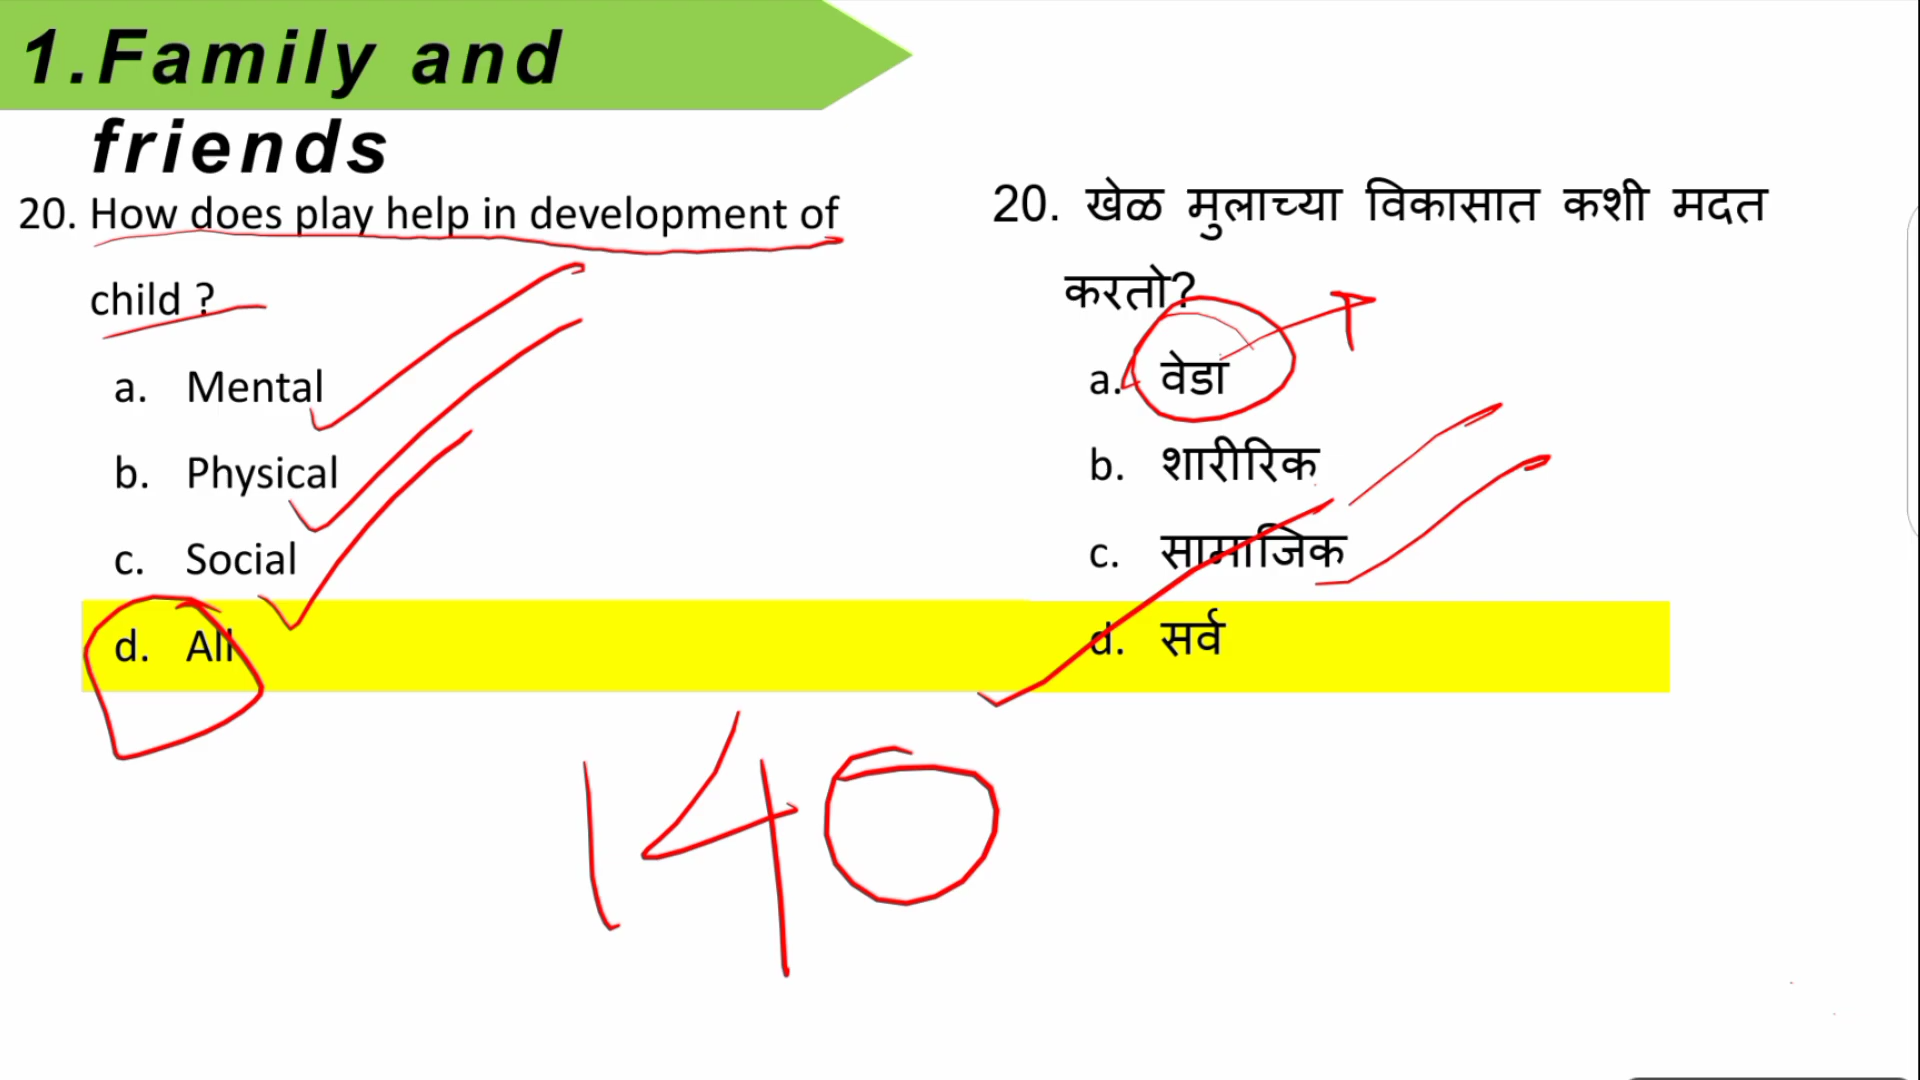 1.Family and
friends
20. How does play help in development of
child ?
a. Mental
b. Physical
c. Social
d. All
20. खेळ मुलाच्या विकासात कशी मदत
करतो?
a. वेडा
b. शारीरिक
c. सामाजिक
d. सर्व
140